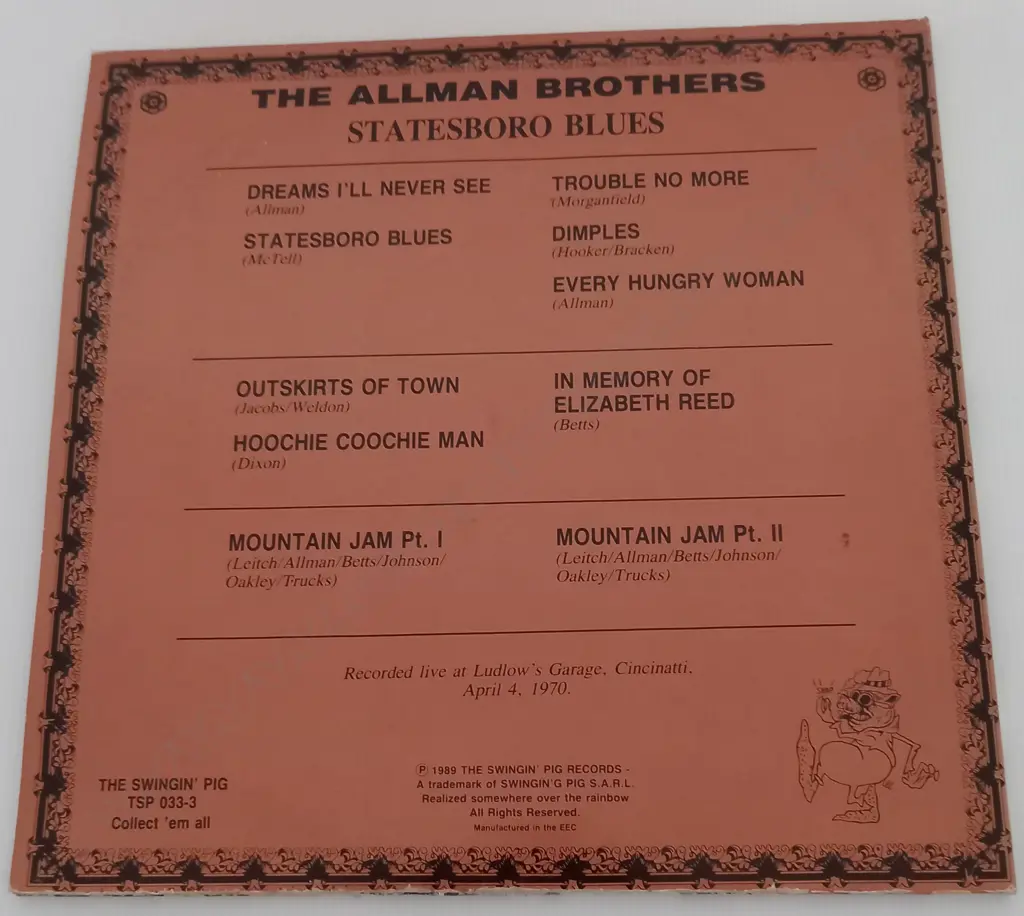 THE ALLMAN BROTHERS
STATESBORO BLUES
DREAMS I'LL NEVER SEE
(Allman)
STATESBORO BLUES
(McTell)
TROUBLE NO MORE
(Morganfield)
DIMPLES
(Hooker/Bracken)
EVERY HUNGRY WOMAN
(Allman)
OUTSKIRTS OF TOWN
(Jacobs/Weldon)
HOOCHIE COOCHIE MAN
(Dixon)
IN MEMORY OF
ELIZABETH REED
(Betts)
MOUNTAIN JAM Pt. I
(Leitch/Allman/Betts/Johnson/
Oakley/Trucks)
MOUNTAIN JAM Pt. II
(Leitch/Allman/Betts/Johnson/
Oakley/Trucks)
Recorded live at Ludlow's Garage, Cincinatti,
April 4, 1970.
THE SWINGIN' PIG
TSP 033-3
Collect 'em all
Ⓟ 1989 THE SWINGIN' PIG RECORDS -
A trademark of SWINGIN'G PIG S.A.R.L.
Realized somewhere over the rainbow
All Rights Reserved.
Manufactured in the EEC